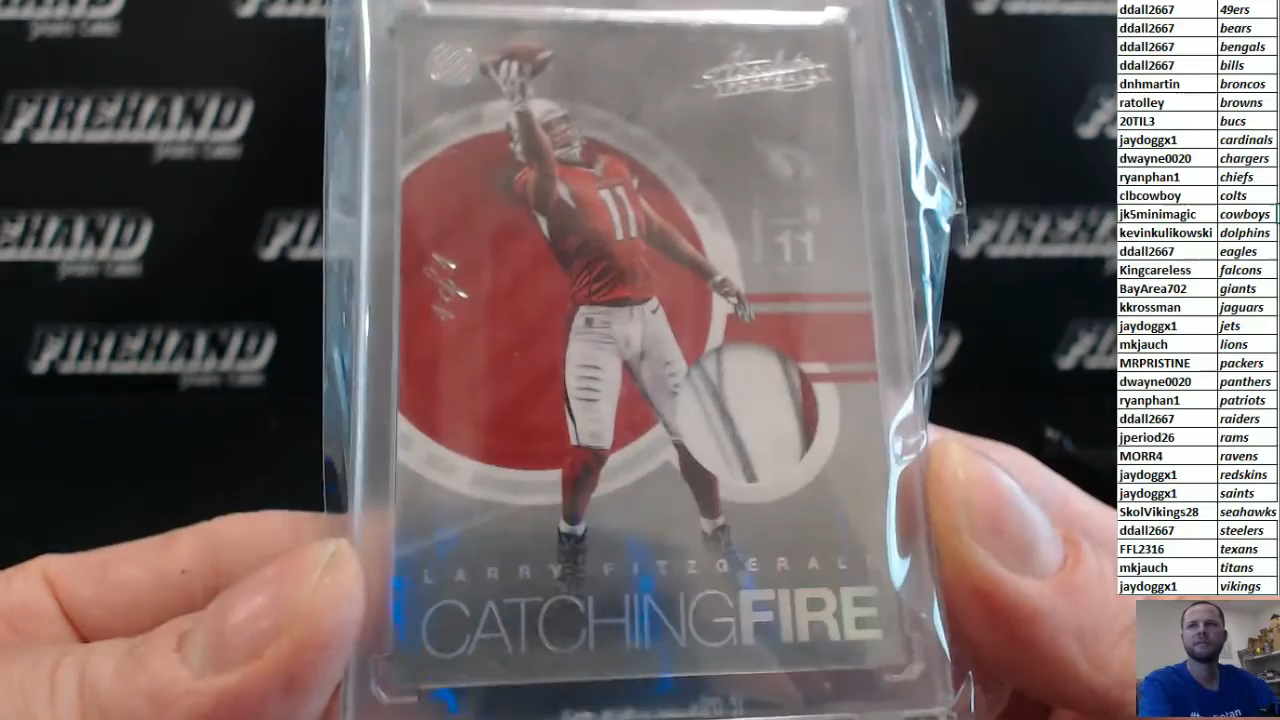 FIREHAND
FIREHAND
FIREHAND
11
11
LARRY FITZGERALD
CATCHINGFIRE
ddall2667 49ers
ddall2667 bears
ddall2667 bengals
ddall2667 bills
dnhmartin broncos
ratolley browns
20TIL3 bucs
jaydoggx1 cardinals
dwayne0020 chargers
ryanphan1 chiefs
clbcowboy colts
jk5minimagic cowboys
kevinkulikowski dolphins
ddall2667 eagles
Kingcareless falcons
BayArea702 giants
kkrossman jaguars
jaydoggx1 jets
mkjauch lions
MRPRISTINE packers
dwayne0020 panthers
ryanphan1 patriots
ddall2667 raiders
jperiod26 rams
MORR4 ravens
jaydoggx1 redskins
jaydoggx1 saints
SkolVikings28 seahawks
ddall2667 steelers
FFL2316 texans
mkjauch titans
jaydoggx1 vikings